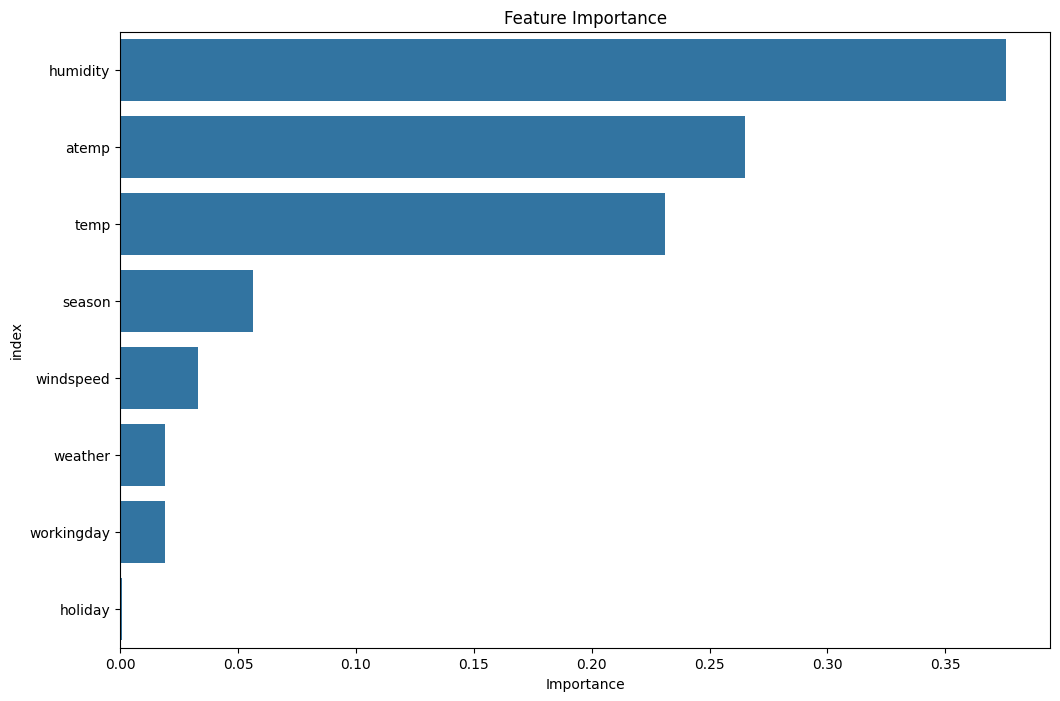 Feature Importance
humidity
atemp
temp
season
windspeed
weather
workingday
holiday
index
0.00 0.05 0.10 0.15 0.20 0.25 0.30 0.35
Importance